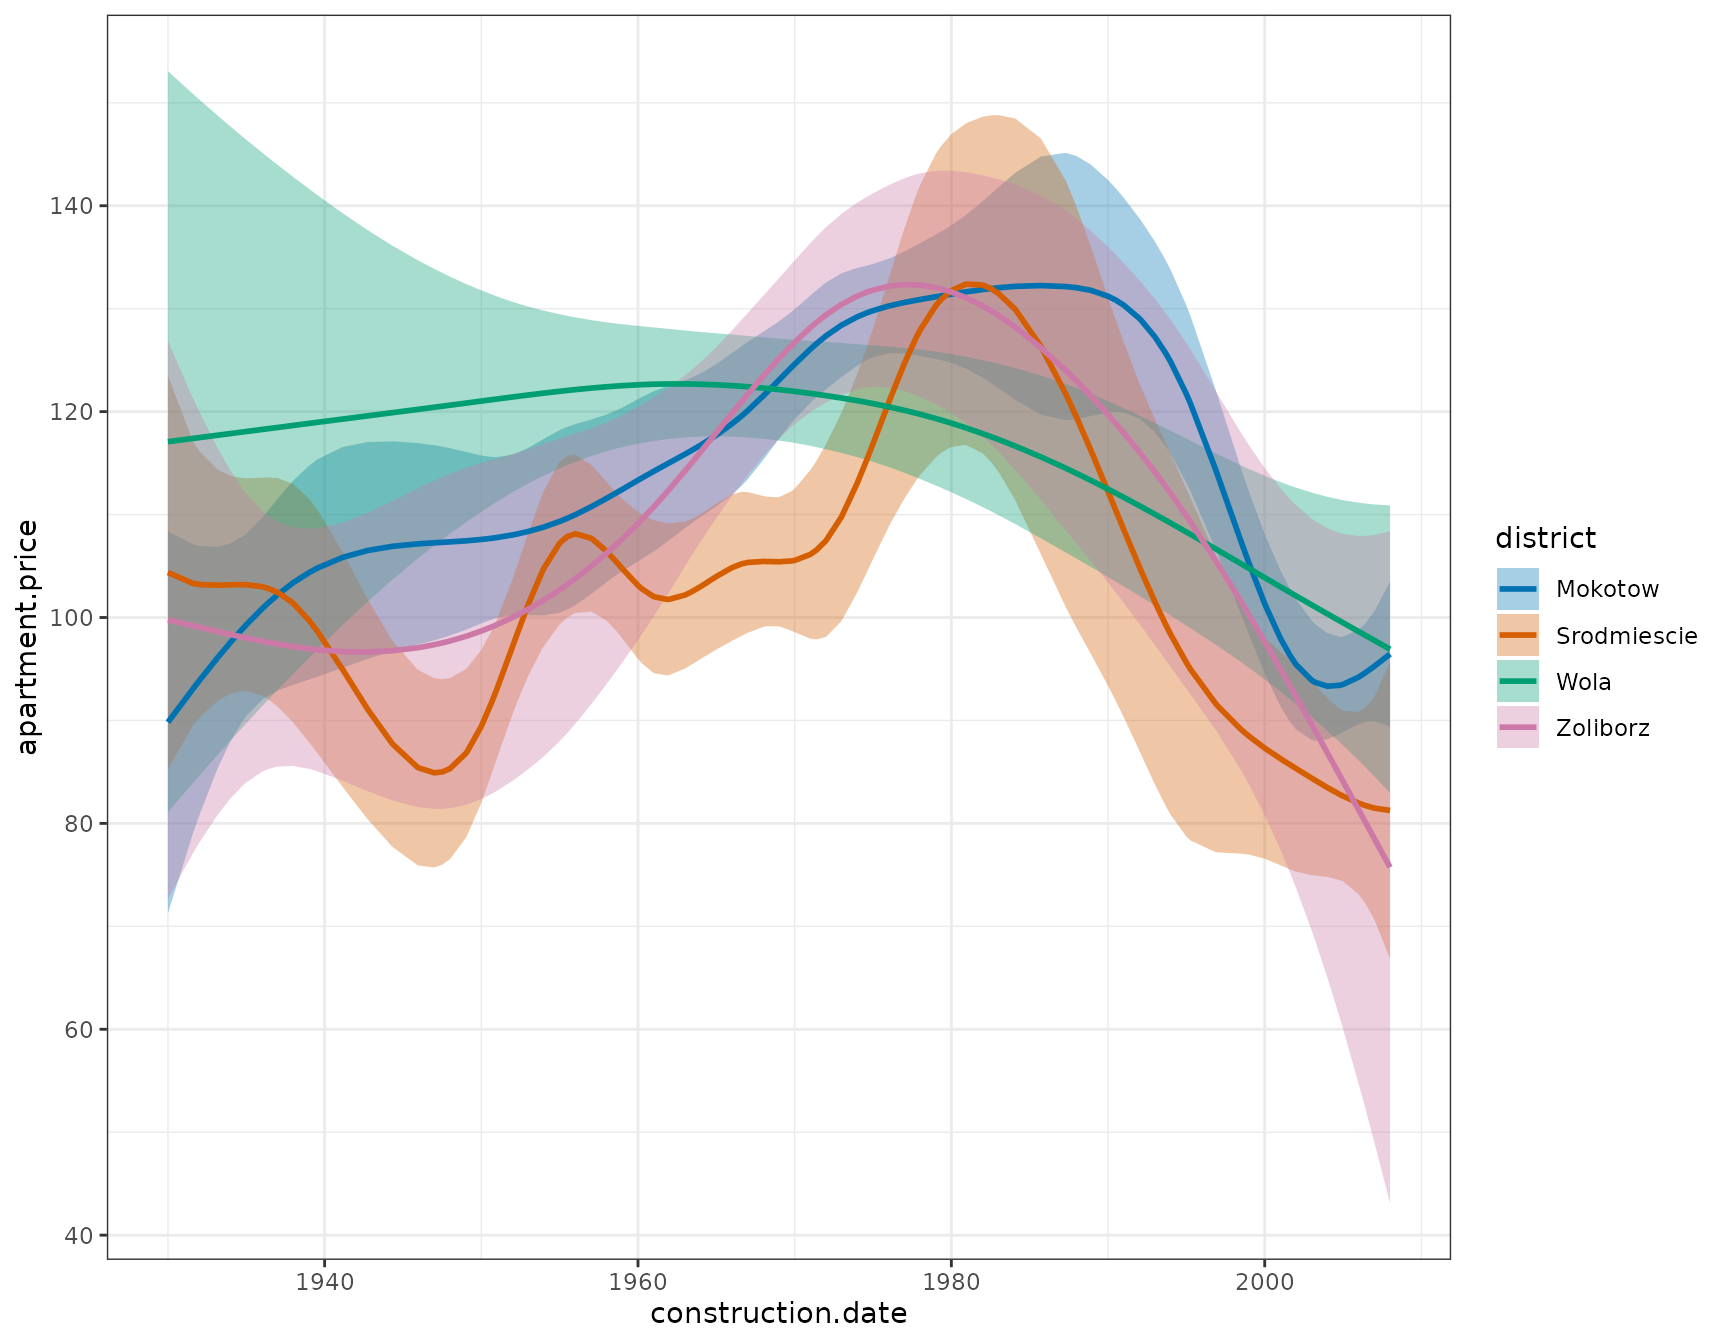 140
120
100
80
60
40
apartment.price
1940 1960 1980 2000
construction.date
district
Mokotow
Srodmiescie
Wola
Zoliborz